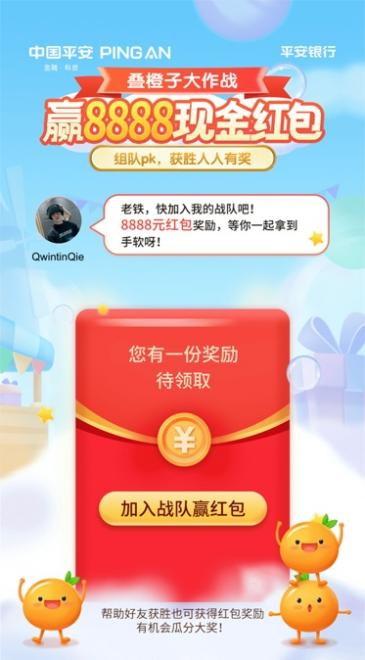 中国平安 PING AN
金融·科技
平安银行
叠橙子大作战
赢8888现金红包
组队pk，获胜人人有奖
老铁，快加入我的战队吧！
8888元红包奖励，等你一起拿到
手软呀！
QwintinQie
您有一份奖励
待领取
¥
加入战队赢红包
帮助好友获胜也可获得红包奖励
有机会瓜分大奖！